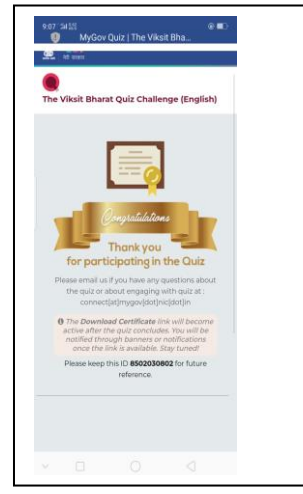 9:07
MyGov Quiz | The Viksit Bha...
मेरी सरकार
The Viksit Bharat Quiz Challenge (English)
Congratulations
Thank you
for participating in the Quiz
Please email us if you have any questions about
the quiz or about engaging with quiz at :
connect[at]mygov[dot]nic[dot]in
The Download Certificate link will become
active after the quiz concludes. You will be
notified through banners or notifications
once the link is available. Stay tuned!
Please keep this ID 8502030802 for future
reference.